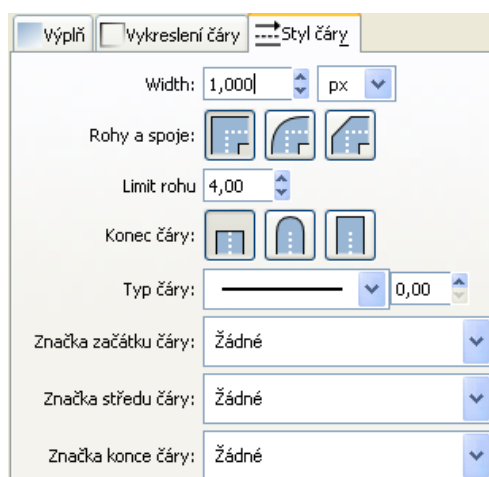 Výplň Vykreslení čáry Styl čáry
Width: 1,000 px
Rohy a spoje:
Limit rohu 4,00
Konec čáry:
Typ čáry: 0,00
Značka začátku čáry: Žádné
Značka středu čáry: Žádné
Značka konce čáry: Žádné